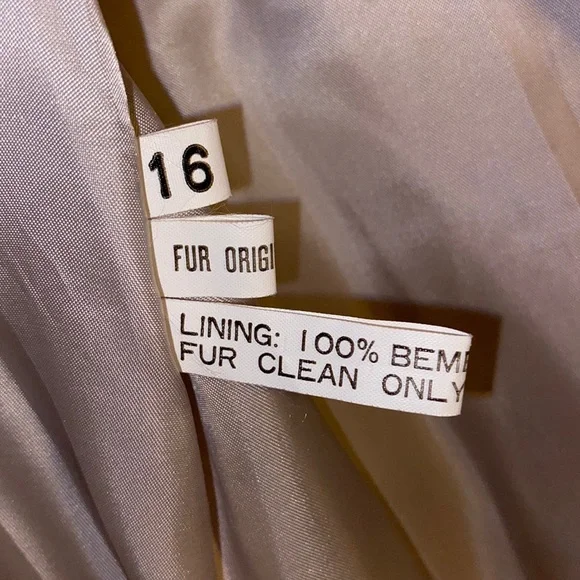 16
FUR ORIGI
LINING: 100% BEME
FUR CLEAN ONLY